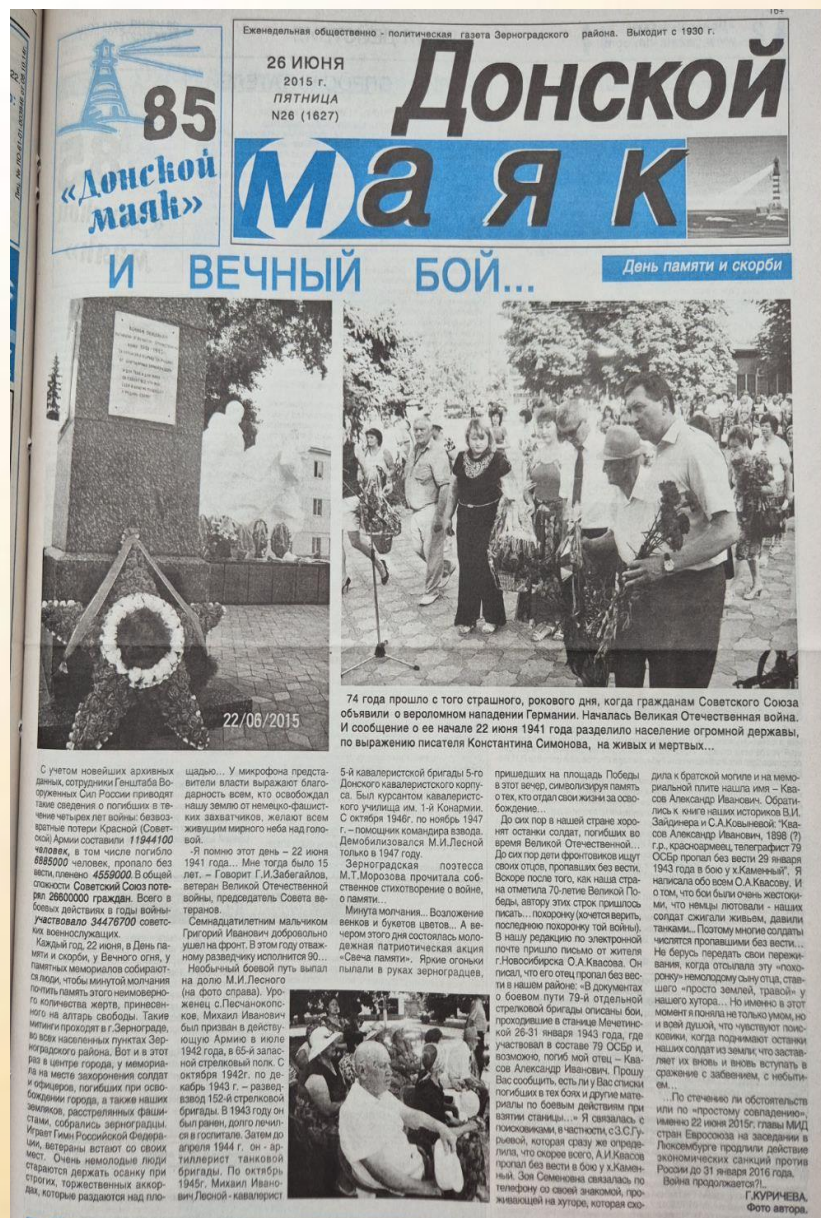 16+
Еженедельная общественно - политическая газета Зерноградского района. Выходит с 1930 г.
26 ИЮНЯ
2015 г.
ПЯТНИЦА
N26 (1627)
Донской
маяк
85
«Донской
маяк»
И ВЕЧНЫЙ БОЙ...
День памяти и скорби
22/06/2015
74 года прошло с того страшного, рокового дня, когда гражданам Советского Союза
объявили о вероломном нападении Германии. Началась Великая Отечественная война.
И сообщение о ее начале 22 июня 1941 года разделило население огромной державы,
по выражению писателя Константина Симонова, на живых и мертвых...
С учетом новейших архивных
данных, сотрудники Генштаба Во-
оруженных Сил России приводят
такие сведения о погибших в те-
чение четырех лет войны: безвоз-
вратные потери Красной (Совет-
ской) Армии составили 11944100
человек, в том числе погибло
6885000 человек, пропало без
вести, пленено 4559000. В общей
сложности Советский Союз поте-
рял 26600000 граждан. Всего в
боевых действиях в годы войны
участвовало 34476700 советс-
ких военнослужащих.
Каждый год, 22 июня, в День па-
мяти и скорби, у Вечного огня, у
памятных мемориалов собирают-
ся люди, чтобы минутой молчания
почтить память этого неимоверно-
го количества жертв, принесен-
ного на алтарь свободы. Такие
митинги проходят в г.Зернограде,
во всех населенных пунктах Зер-
ноградского района. Вот и в этот
раз в центре города, у мемориа-
ла на месте захоронения солдат
и офицеров, погибших при осво-
бождении города, а также наших
земляков, расстрелянных фаши-
стами, собрались зерноградцы.
Играет Гимн Российской Федера-
ции, ветераны встают со своих
мест. Очень немолодые люди
стараются держать осанку при
строгих, торжественных аккор-
дах, которые раздаются над пло-
щадью... У микрофона предста-
вители власти выражают благо-
дарность всем, кто освобождал
нашу землю от немецко-фашист-
ских захватчиков, желают всем
живущим мирного неба над голо-
вой.
-Я помню этот день – 22 июня
1941 года... Мне тогда было 15
лет. - Говорит Г.И.Забегайлов,
ветеран Великой Отечественной
войны, председатель Совета ве-
теранов.
Семнадцатилетним мальчиком
Григорий Иванович добровольно
ушел на фронт. В этом году отваж-
ному разведчику исполнится 90...
Необычный боевой путь выпал
на долю М.И.Лесного
(на фото справа). Уро-
женец с.Песчанокопс-
кое, Михаил Иванович
был призван в действу-
ющую Армию в июле
1942 года, в 65-й запас-
ной стрелковый полк. С
октября 1942г. по де-
кабрь 1943 г. – развед-
взвод 152-й стрелковой
бригады. В 1943 году он
был ранен, долго лечил-
ся в госпитале. Затем до
апреля 1944 г. он - ар-
тиллерист танковой
бригады. По октябрь
1945г. Михаил Ивано-
вич Лесной - кавалерист
5-й кавалеристской бригады 5-го
Донского кавалеристского корпу-
са. Был курсантом кавалеристс-
кого училища им. 1-й Конармии.
С октября 1946г. по ноябрь 1947
г. – помощник командира взвода.
Демобилизовался М.И.Лесной
только в 1947 году.
Зерноградская поэтесса
М.Т.Морозова прочитала соб-
ственное стихотворение о войне,
о памяти...
Минута молчания... Возложение
венков и букетов цветов... А ве-
чером этого дня состоялась моло-
дежная патриотическая акция
«Свеча памяти». Яркие огоньки
пылали в руках зерноградцев,
пришедших на площадь Победы
в этот вечер, символизируя память
о тех, кто отдал свои жизни за осво-
бождение...
До сих пор в нашей стране хоро-
нят останки солдат, погибших во
время Великой Отечественной...
До сих пор дети фронтовиков ищут
своих отцов, пропавших без вести.
Вскоре после того, как наша стра-
на отметила 70-летие Великой По-
беды, автору этих строк пришлось
писать... похоронку (хочется верить,
последнюю похоронку той войны).
В нашу редакцию по электронной
почте пришло письмо от жителя
г.Новосибирска О.А.Квасова. Он
писал, что его отец пропал без вес-
ти в нашем районе: «В документах
о боевом пути 79-й отдельной
стрелковой бригады описаны бои,
проходившие в станице Мечетинс-
кой 26-31 января 1943 года, где
участвовал в составе 79 ОСБр и,
возможно, погиб мой отец – Ква-
сов Александр Иванович. Прошу
Вас сообщить, есть ли у Вас списки
погибших в тех боях и другие мате-
риалы по боевым действиям при
взятии станицы...» Я связалась с
поисковиками, в частности, с З.С.Гу-
рьевой, которая сразу же опреде-
лила, что скорее всего, А.И.Квасов
пропал без вести в бою у х.Камен-
ный. Зоя Семеновна связалась по
телефону со своей знакомой, про-
живающей на хуторе, которая схо-
дила к братской могиле и на мемо-
риальной плите нашла имя – Ква-
сов Александр Иванович. Обрати-
лись к книге наших историков В.И.
Зайдинера и С.А.Ковыневой: "Ква-
сов Александр Иванович, 1898 (?)
г.р., красноармеец, телеграфист 79
ОСБр пропал без вести 29 января
1943 года в бою у х.Каменный". Я
написала обо всем О.А.Квасову. И
о том, что бои были очень жестоки-
ми, что немцы лютовали - наших
солдат сжигали живьем, давили
танками... Поэтому многие солдаты
числятся пропавшими без вести...
Не берусь передать свои пережи-
вания, когда отсылала эту «похо-
ронку» немолодому сыну отца, став-
шего «просто землей, травой» у
нашего хутора... Но именно в этот
момент я поняла не только умом, но
и всей душой, что чувствуют поис-
ковики, когда поднимают останки
наших солдат из земли; что застав-
ляет их вновь и вновь вступать в
сражение с забвением, с небыти-
ем...
...По стечению ли обстоятельств
или по «простому совпадению»,
именно 22 июня 2015г. главы МИД
стран Евросоюза на заседании в
Люксембурге продлили действие
экономических санкций против
России до 31 января 2016 года.
Война продолжается?!..
Г.КУРИЧЕВА.
Фото автора.